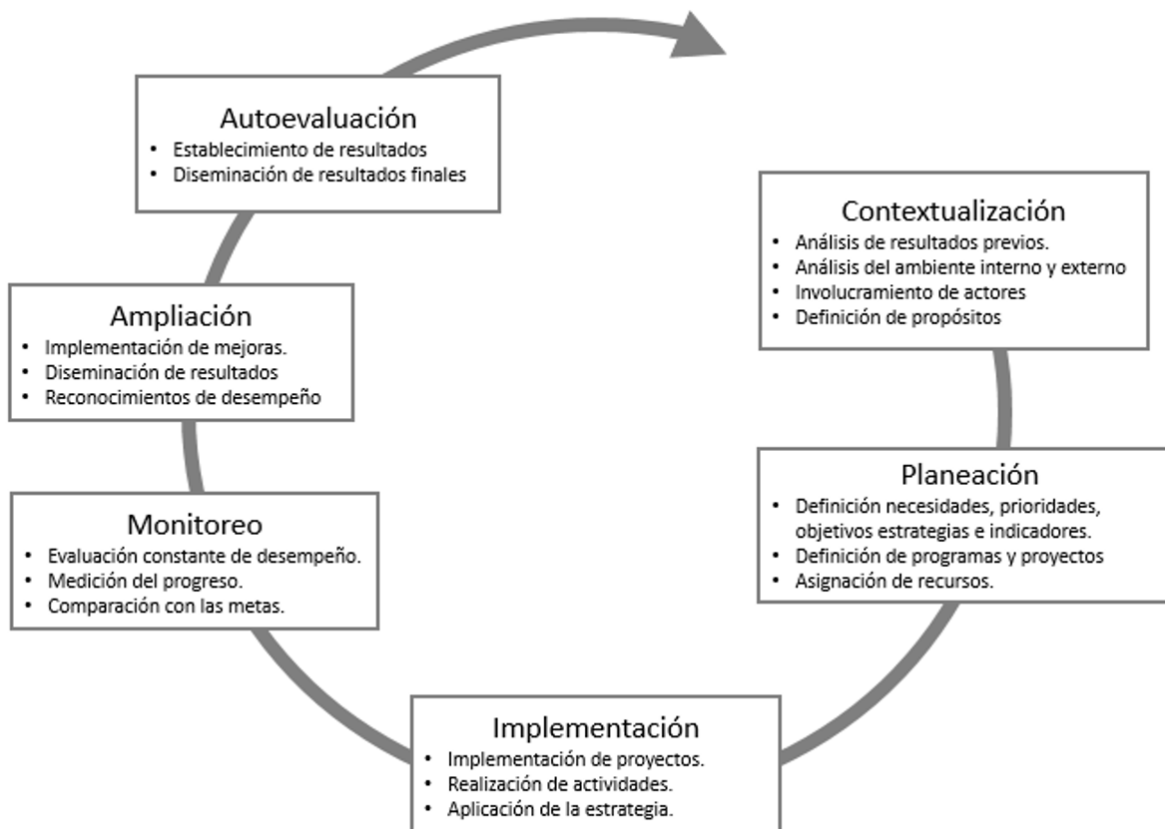 Autoevaluación
• Establecimiento de resultados
• Diseminación de resultados finales
Contextualización
• Análisis de resultados previos.
• Análisis del ambiente interno y externo
• Involucramiento de actores
• Definición de propósitos
Ampliación
• Implementación de mejoras.
• Diseminación de resultados
• Reconocimientos de desempeño
Planeación
• Definición necesidades, prioridades,
objetivos estrategias e indicadores.
• Definición de programas y proyectos
• Asignación de recursos.
Monitoreo
• Evaluación constante de desempeño.
• Medición del progreso.
• Comparación con las metas.
Implementación
• Implementación de proyectos.
• Realización de actividades.
• Aplicación de la estrategia.